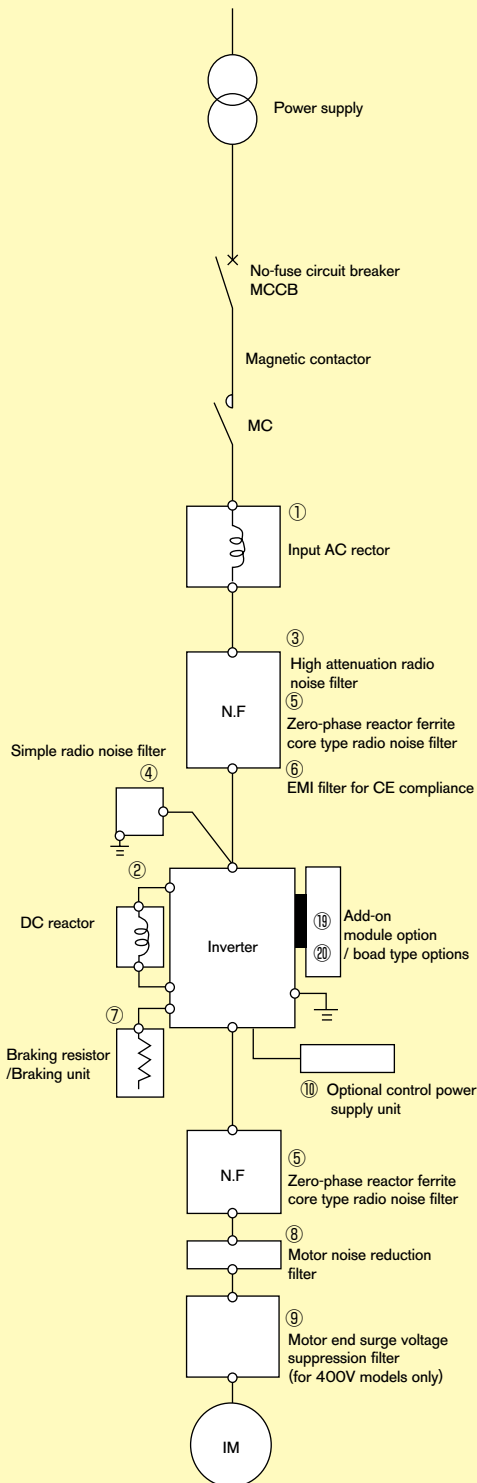 Power supply
No-fuse circuit breaker
MCCB
Magnetic contactor
MC
①
Input AC rector
③
High attenuation radio
noise filter
N.F
⑤
Zero-phase reactor ferrite
core type radio noise filter
Simple radio noise filter
④
⑥
EMI filter for CE compliance
②
DC reactor
Inverter
⑲ Add-on
module option
⑳ / boad type options
⑦
Braking resistor
/Braking unit
⑩ Optional control power
supply unit
N.F
⑤
Zero-phase reactor ferrite
core type radio noise filter
⑧
Motor noise reduction
filter
⑨
Motor end surge voltage
suppression filter
(for 400V models only)
IM